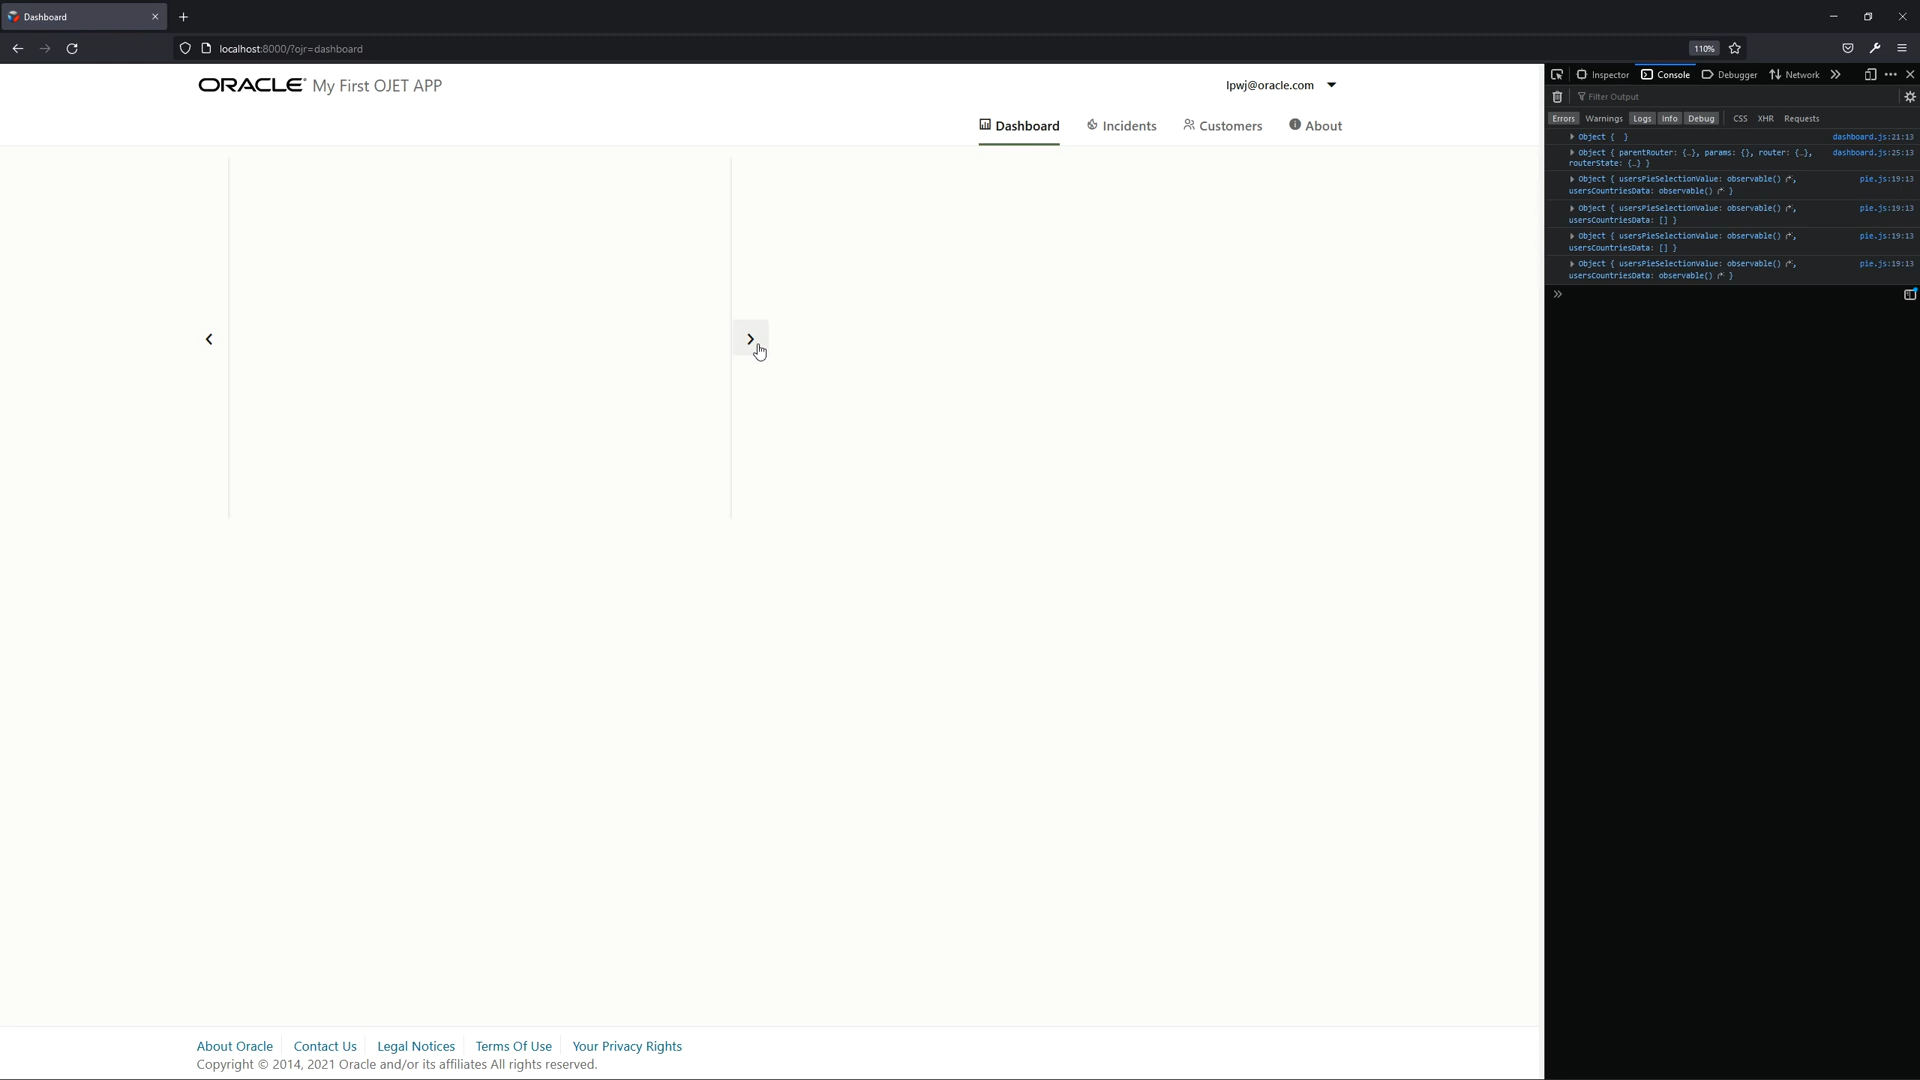 Dashboard
localhost:8000/?ojr=dashboard
110%
ORACLE® My First OJET APP
lpwj@oracle.com
Dashboard Incidents Customers About
About Oracle Contact Us Legal Notices Terms Of Use Your Privacy Rights
Copyright © 2014, 2021 Oracle and/or its affiliates All rights reserved.
Inspector Console Debugger Network
Filter Output
Errors Warnings Logs Info Debug CSS XHR Requests
Object { } dashboard.js:21:13
Object { parentRouter: {…}, params: {}, router: {…}, dashboard.js:25:13
routerState: {…} }
Object { usersPieSelectionValue: observable(), pie.js:19:13
usersCountriesData: observable() }
Object { usersPieSelectionValue: observable(), pie.js:19:13
usersCountriesData: [] }
Object { usersPieSelectionValue: observable(), pie.js:19:13
usersCountriesData: [] }
Object { usersPieSelectionValue: observable(), pie.js:19:13
usersCountriesData: observable() }